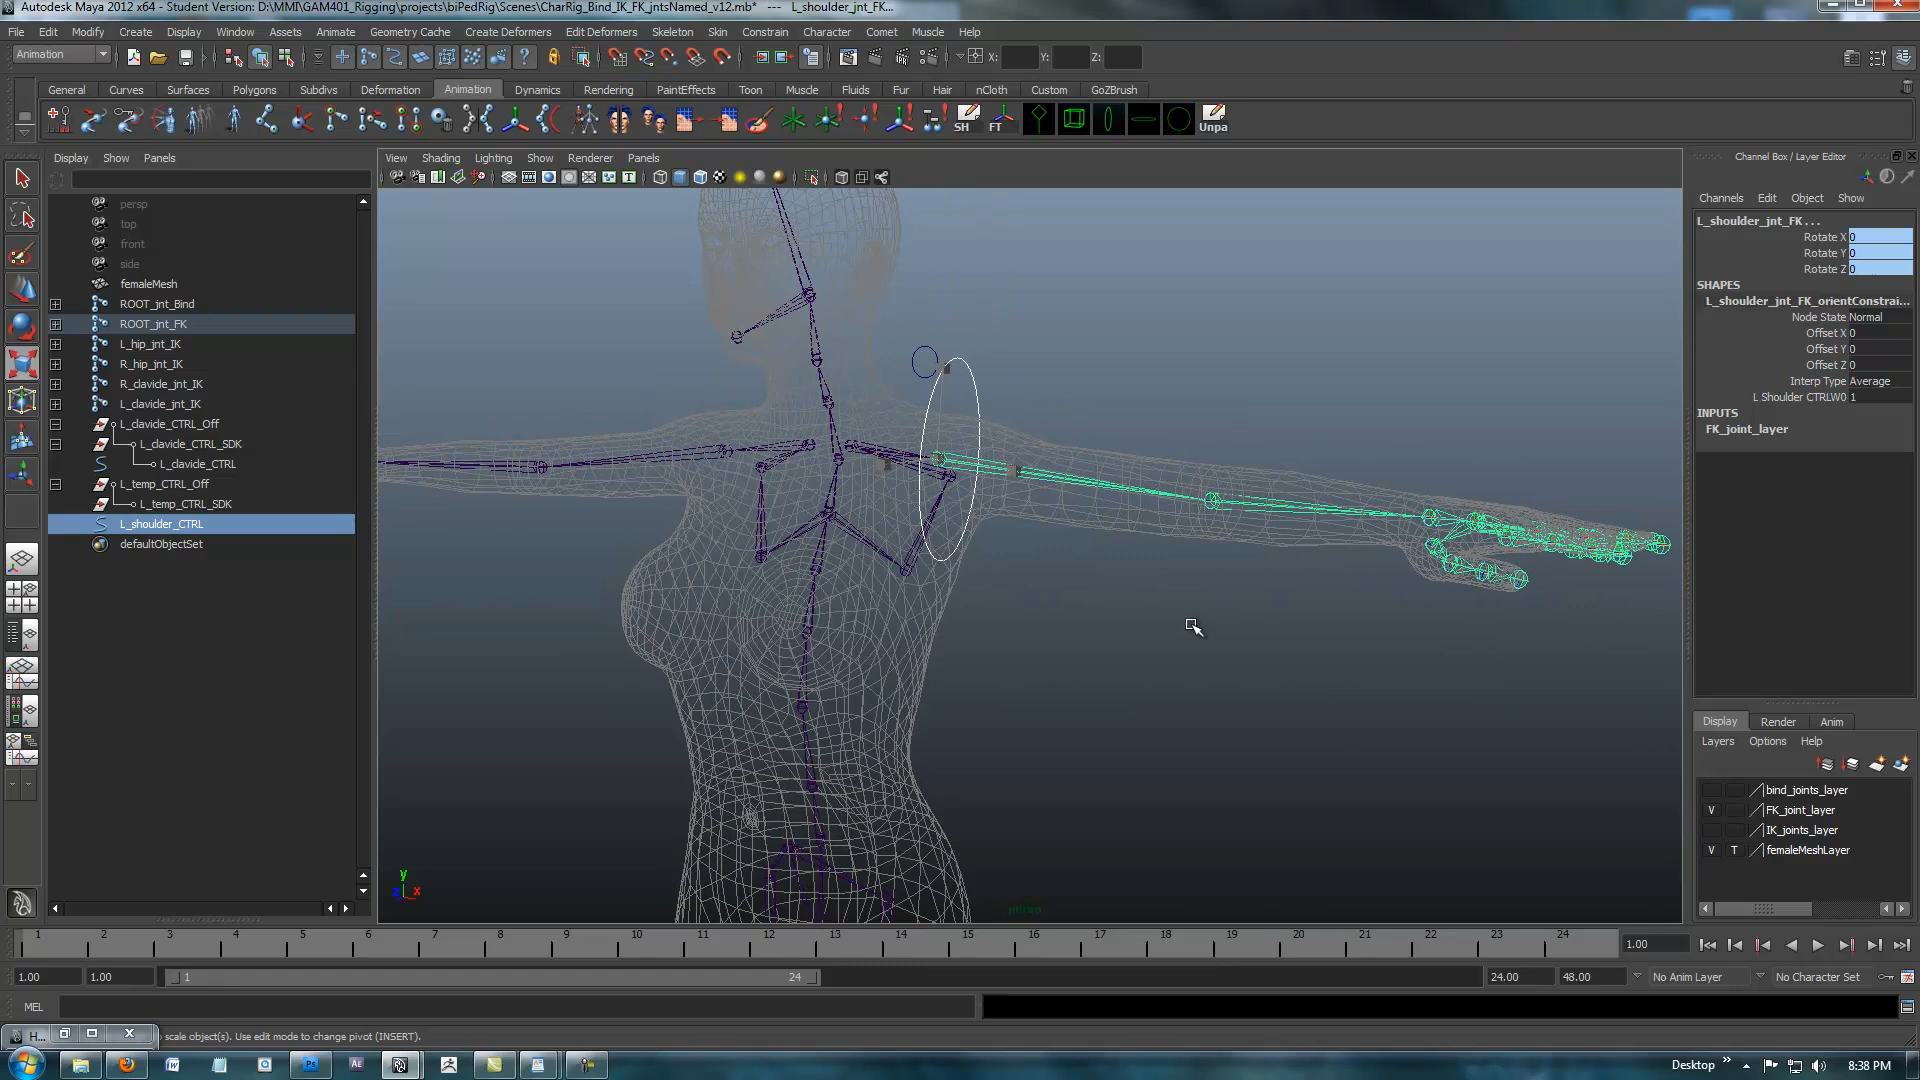 Autodesk Maya 2012 x64 - Student Version: D:\MMI\GAM401_Rigging\projects\biPedRig\Scenes\CharRig_Bind_IK_FK_jntsNamed_v12.mb* --- L_shoulder_jnt_FK...
File Edit Modify Create Display Window Assets Animate Geometry Cache Create Deformers Edit Deformers Skeleton Skin Constrain Character Comet Muscle Help
Animation X: Y: Z:
General Curves Surfaces Polygons Subdivs Deformation Animation Dynamics Rendering PaintEffects Toon Muscle Fluids Fur Hair nCloth Custom GoZBrush
SH FT Unpa
Display Show Panels
View Shading Lighting Show Renderer Panels
Channel Box / Layer Editor
Channels Edit Object Show
persp
top
front
side
femaleMesh
ROOT_jnt_Bind
ROOT_jnt_FK
L_hip_jnt_IK
R_hip_jnt_IK
R_clavicle_jnt_IK
L_clavicle_jnt_IK
L_clavicle_CTRL_Off
L_clavicle_CTRL_SDK
L_clavicle_CTRL
L_temp_CTRL_Off
L_temp_CTRL_SDK
L_shoulder_CTRL
defaultObjectSet
y
z x
persp
L_shoulder_jnt_FK . . .
Rotate X 0
Rotate Y 0
Rotate Z 0
SHAPES
L_shoulder_jnt_FK_orientConstrai...
Node State Normal
Offset X 0
Offset Y 0
Offset Z 0
Interp Type Average
L Shoulder CTRLW0 1
INPUTS
FK_joint_layer
Display Render Anim
Layers Options Help
bind_joints_layer
V FK_joint_layer
IK_joints_layer
V T femaleMeshLayer
1 2 3 4 5 6 7 8 9 10 11 12 13 14 15 16 17 18 19 20 21 22 23 24 1.00
1.00 1.00 1 24 24.00 48.00 No Anim Layer No Character Set
MEL
H... scale object(s). Use edit mode to change pivot (INSERT).
W Ps Ae Desktop » 8:38 PM